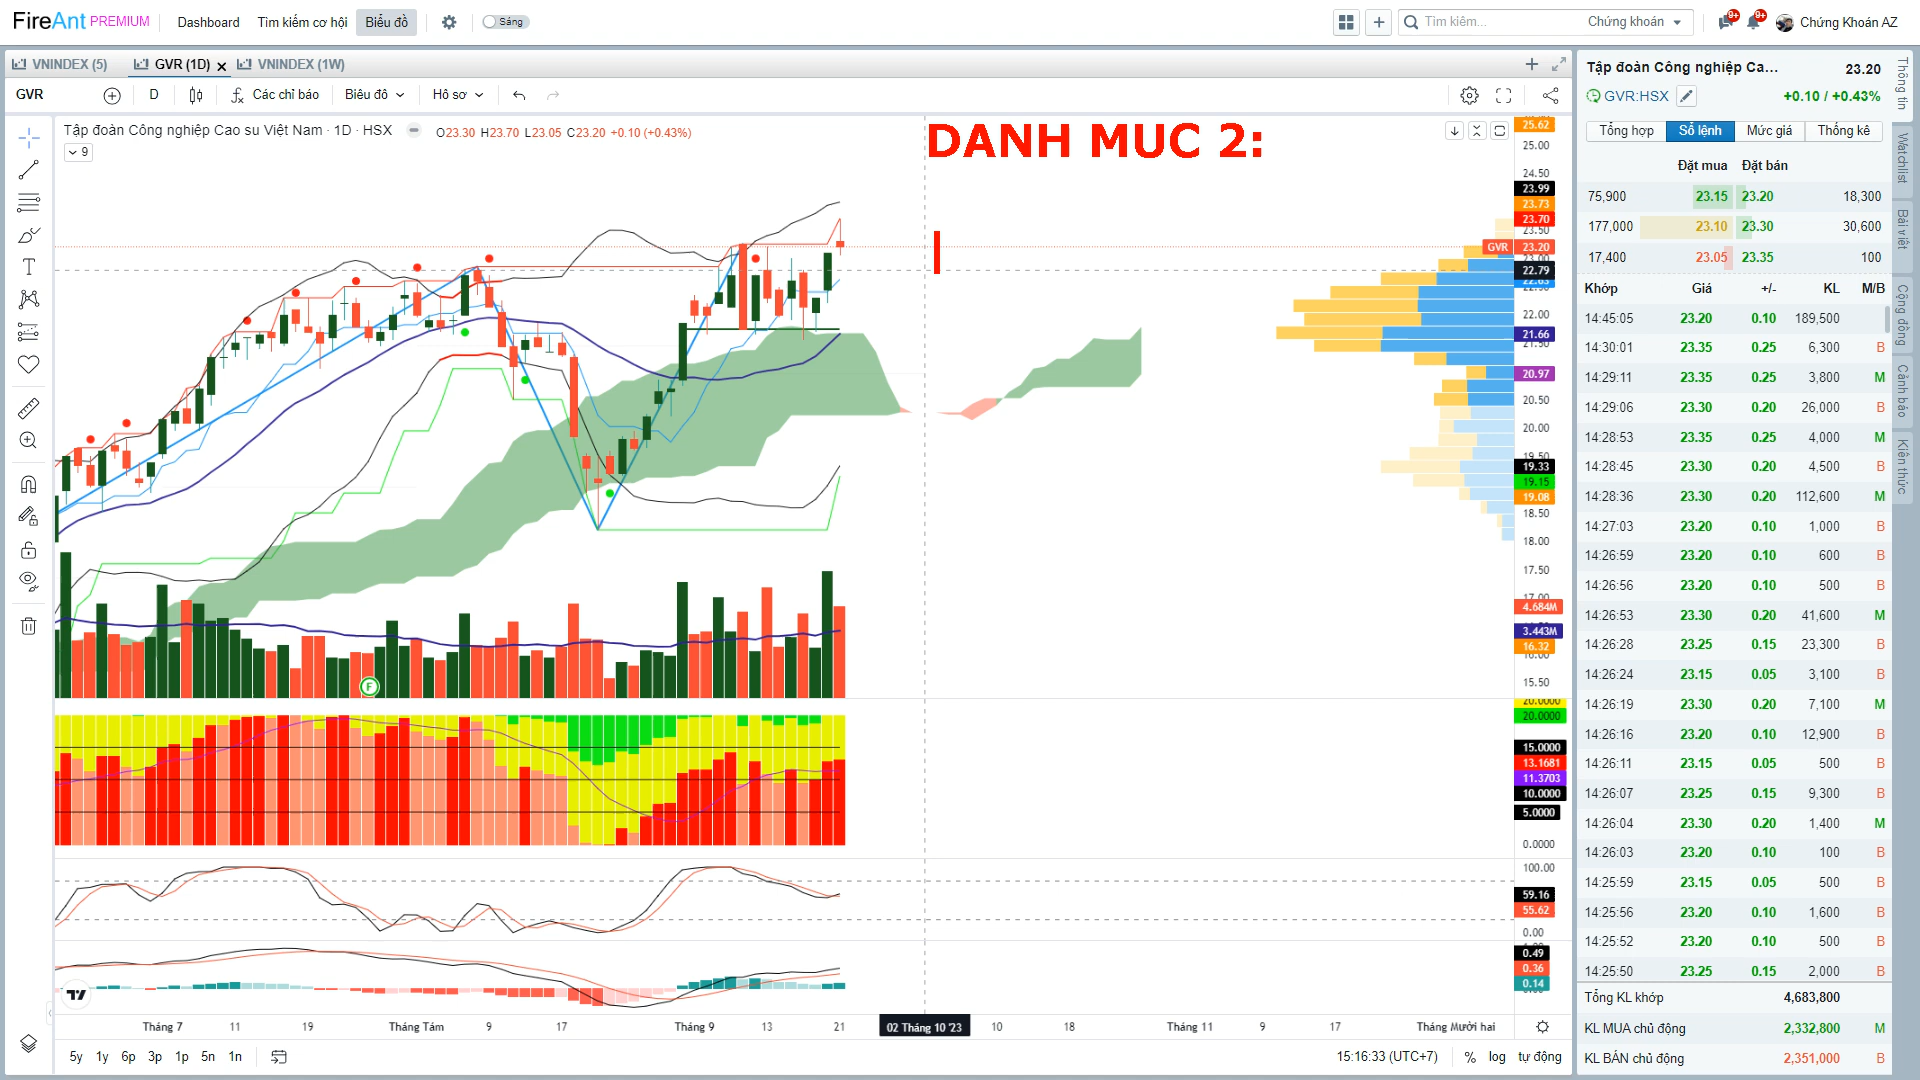 FireAnt PREMIUM
Dashboard
Tìm kiếm cơ hội
Biểu đồ
Sáng
Tìm kiếm...
Chứng khoán
9+
9+
Chứng Khoán AZ
VNINDEX (5)
GVR (1D)
VNINDEX (1W)
GVR
D
Các chỉ báo
Biểu đồ
Hồ sơ
Tập đoàn Công nghiệp Cao su Việt Nam · 1D · HSX
O23.30 H23.70 L23.05 C23.20 +0.10 (+0.43%)
9
DANH MUC 2:
25.62
25.00
24.50
23.99
23.73
23.70
23.50
GVR 23.20
22.79
22.63
22.00
21.66
21.50
20.97
20.50
20.00
19.50
19.33
19.15
19.08
18.50
18.00
17.50
17.00
4.684M
3.443M
16.32
16.00
15.50
F
20.0000
20.0000
15.0000
13.1681
11.3703
10.0000
5.0000
0.0000
100.00
59.16
55.62
0.00
0.49
0.36
0.14
Tháng 7
11
19
Tháng Tám
9
17
Tháng 9
13
21
02 Tháng 10 '23
10
18
Tháng 11
9
17
Tháng Mười hai
5y 1y 6p 3p 1p 5n 1n
15:16:33 (UTC+7)
% log tự động
Tập đoàn Công nghiệp Ca...
23.20
GVR:HSX
+0.10 / +0.43%
Tổng hợp
Sổ lệnh
Mức giá
Thống kê
Đặt mua Đặt bán
75,900 23.15 23.20 18,300
177,000 23.10 23.30 30,600
17,400 23.05 23.35 100
Khớp Giá +/- KL M/B
14:45:05 23.20 0.10 189,500
14:30:01 23.35 0.25 6,300 B
14:29:11 23.35 0.25 3,800 M
14:29:06 23.30 0.20 26,000 B
14:28:53 23.35 0.25 4,000 M
14:28:45 23.30 0.20 4,500 B
14:28:36 23.30 0.20 112,600 M
14:27:03 23.20 0.10 1,000 B
14:26:59 23.20 0.10 600 B
14:26:56 23.20 0.10 500 B
14:26:53 23.30 0.20 41,600 M
14:26:28 23.25 0.15 23,300 B
14:26:24 23.15 0.05 3,100 B
14:26:19 23.30 0.20 7,100 M
14:26:16 23.20 0.10 12,900 B
14:26:11 23.15 0.05 500 B
14:26:07 23.25 0.15 9,300 B
14:26:04 23.30 0.20 1,400 M
14:26:03 23.20 0.10 100 B
14:25:59 23.15 0.05 500 B
14:25:56 23.20 0.10 1,600 B
14:25:52 23.20 0.10 500 B
14:25:50 23.25 0.15 2,000 B
Tổng KL khớp 4,683,800
KL MUA chủ động 2,332,800 M
KL BÁN chủ động 2,351,000 B
Thông tin
Watchlist
Bài viết
Cộng đồng
Cảnh báo
Kiến thức